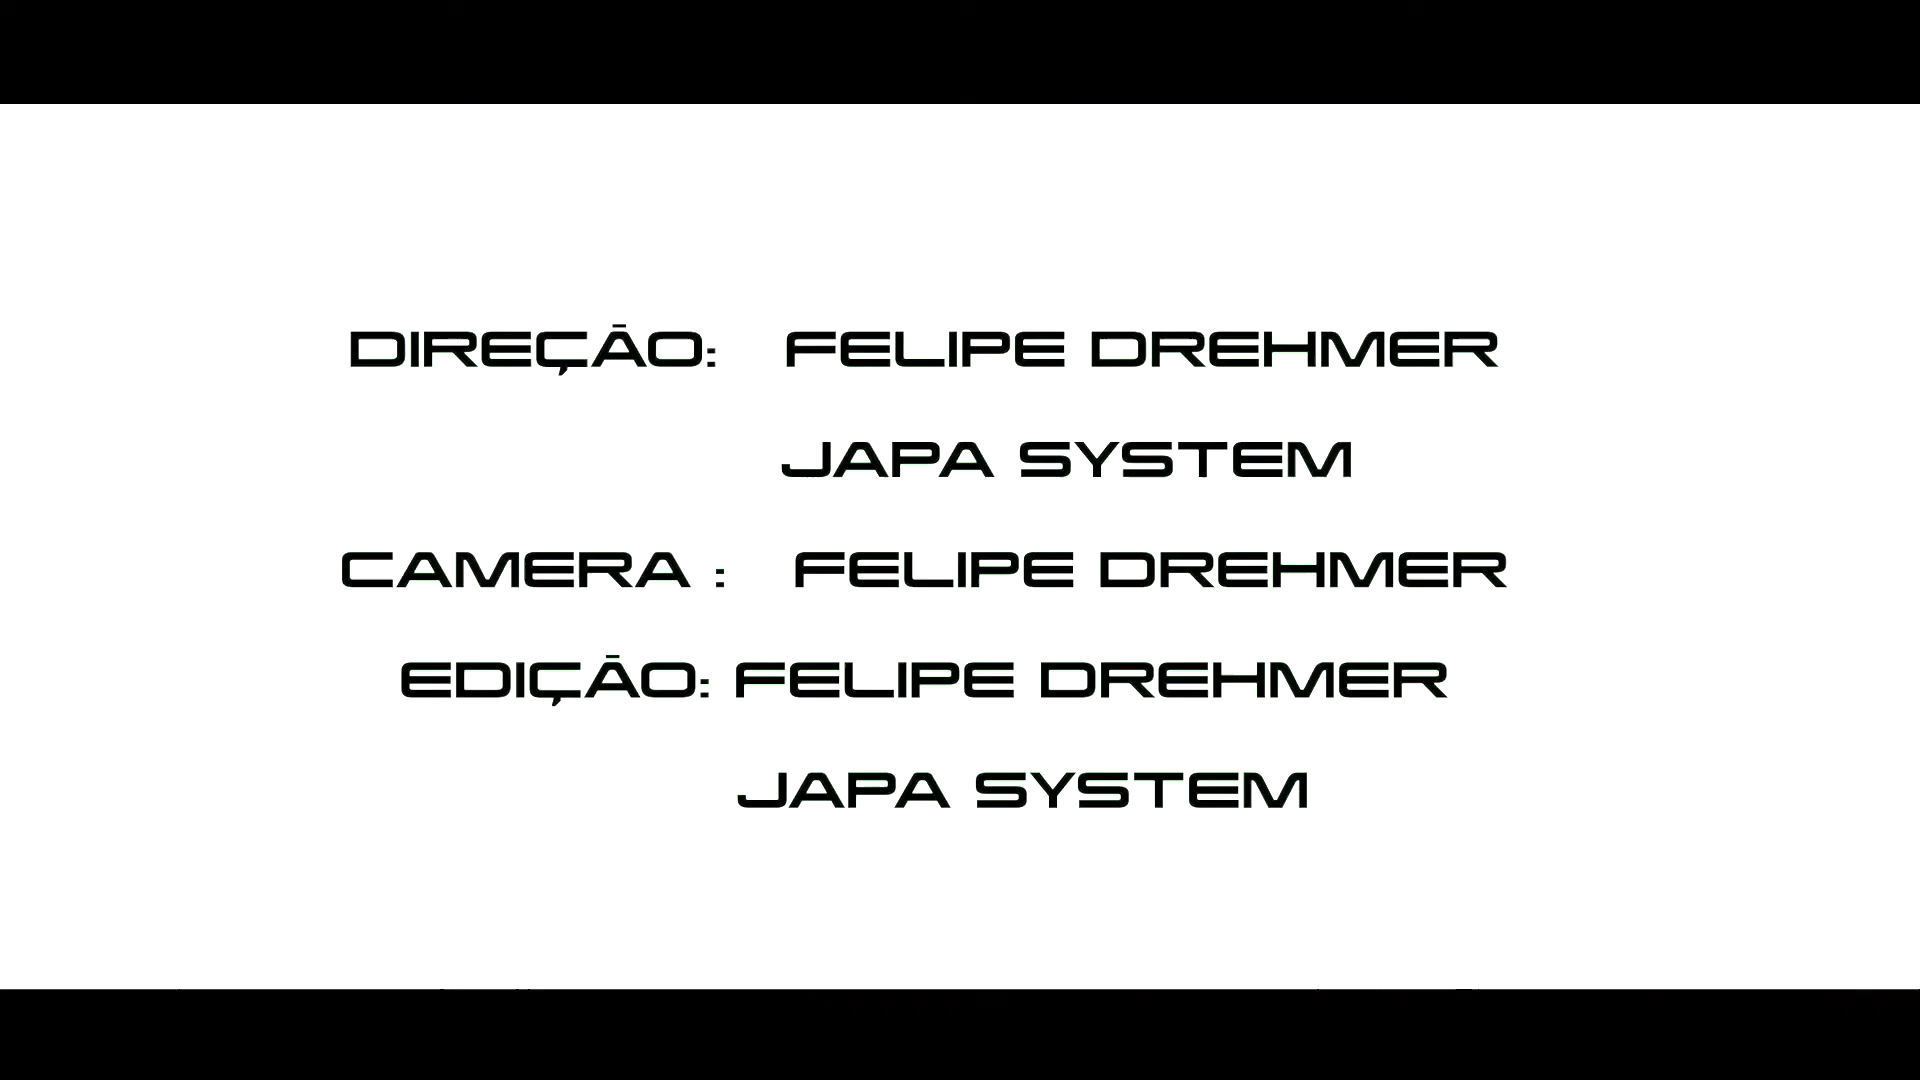 DIREÇÃO: FELIPE DREHMER
JAPA SYSTEM
CAMERA : FELIPE DREHMER
EDIÇÃO: FELIPE DREHMER
JAPA SYSTEM